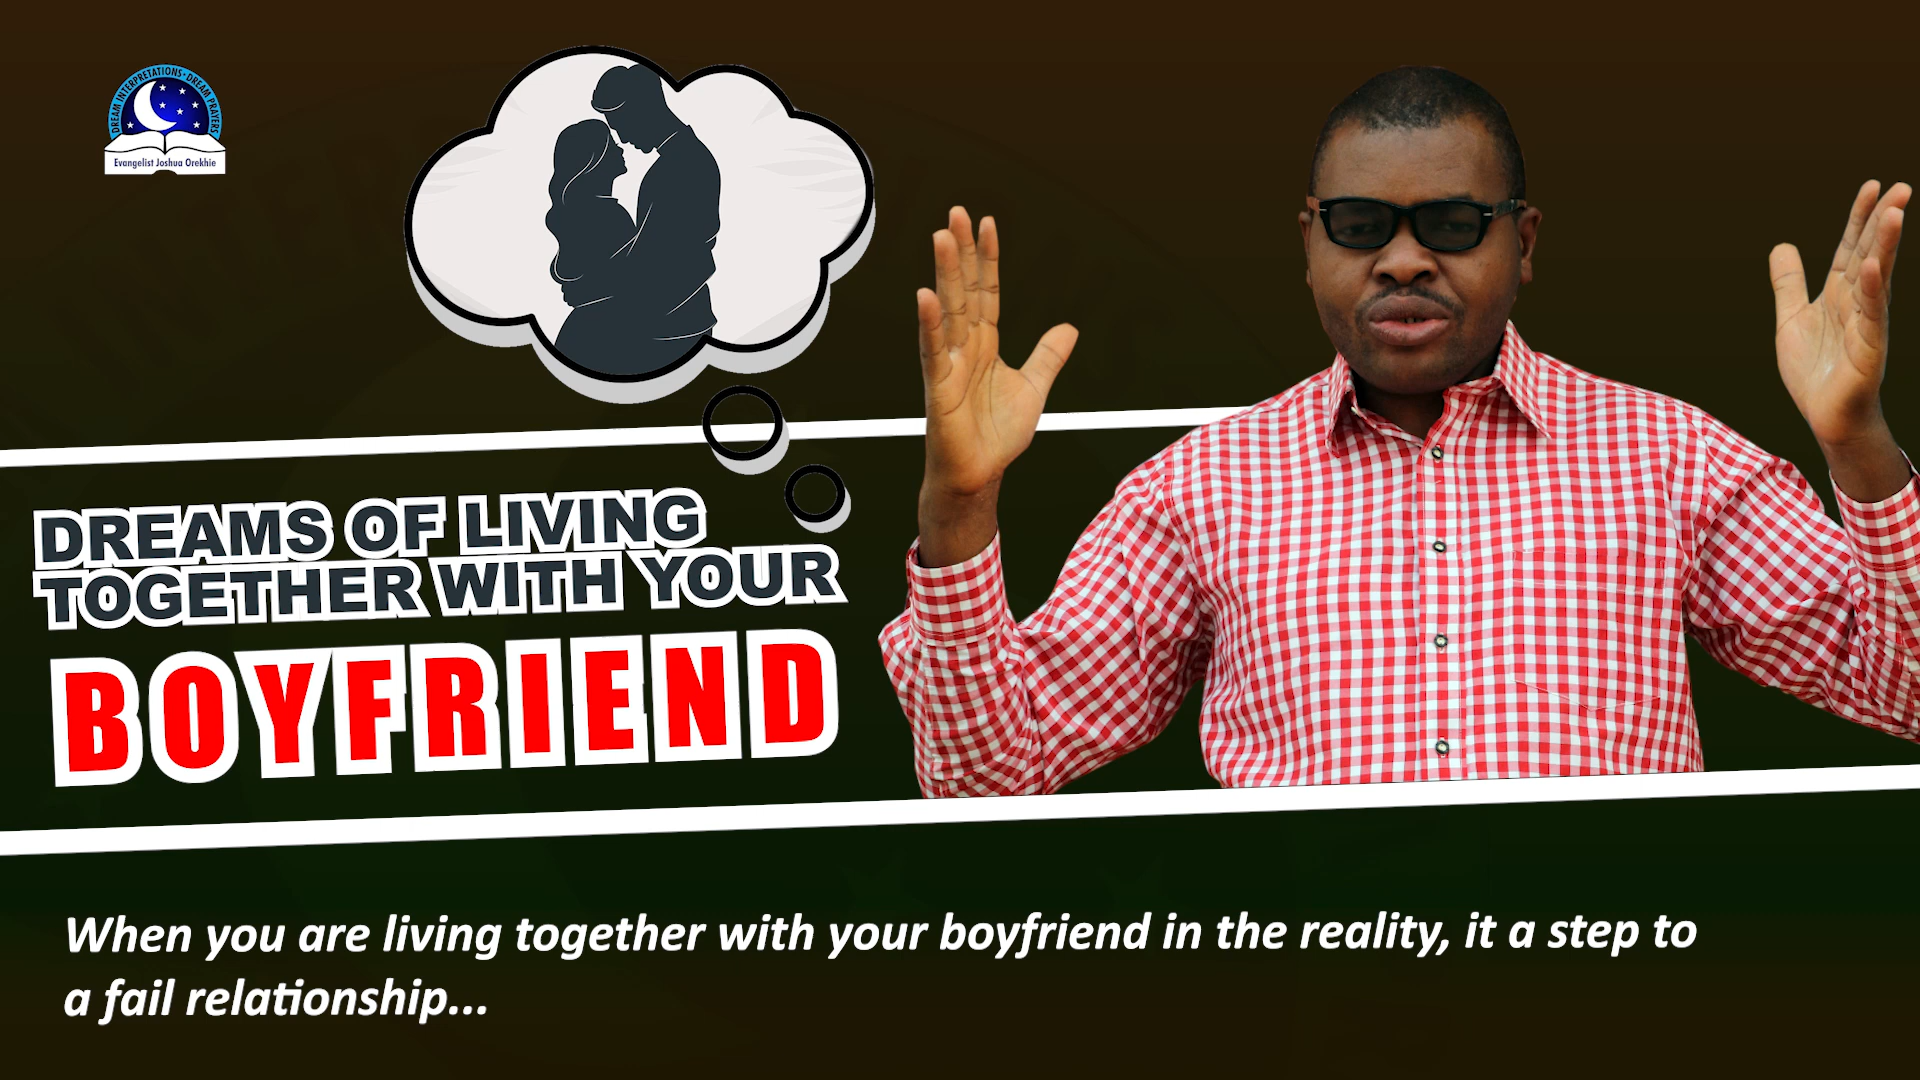 DREAM INTERPRETATIONS • DREAM PRAYERS
Evangelist Joshua Orekhie
DREAMS OF LIVING
TOGETHER WITH YOUR
BOYFRIEND
When you are living together with your boyfriend in the reality, it a step to
a fail relationship...